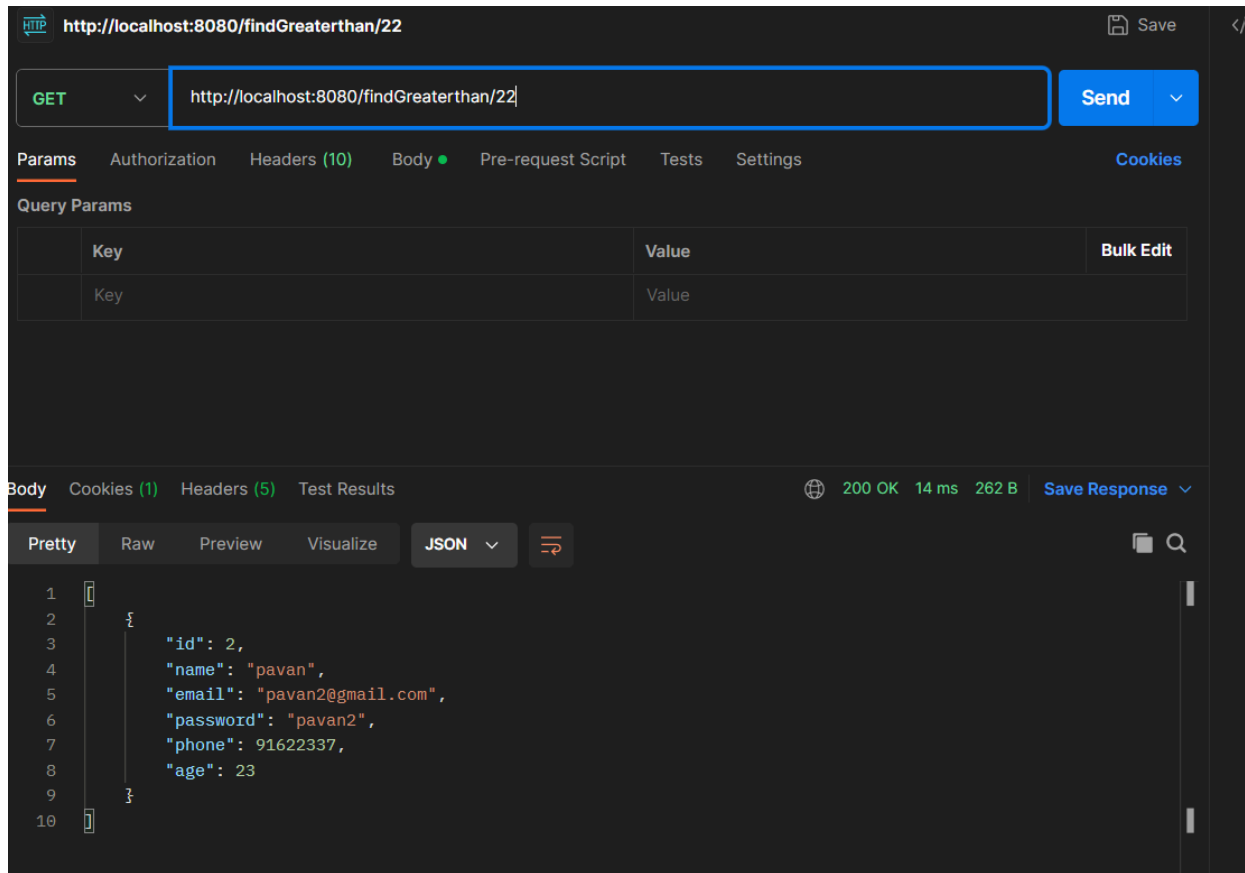 HTTP http://localhost:8080/findGreaterthan/22 Save </
GET http://localhost:8080/findGreaterthan/22 Send
Params Authorization Headers (10) Body Pre-request Script Tests Settings Cookies
Query Params
Key Value Bulk Edit
Key Value
Body Cookies (1) Headers (5) Test Results 200 OK 14 ms 262 B Save Response
Pretty Raw Preview Visualize JSON
1 [
2 {
3 "id": 2,
4 "name": "pavan",
5 "email": "pavan2@gmail.com",
6 "password": "pavan2",
7 "phone": 91622337,
8 "age": 23
9 }
10 ]